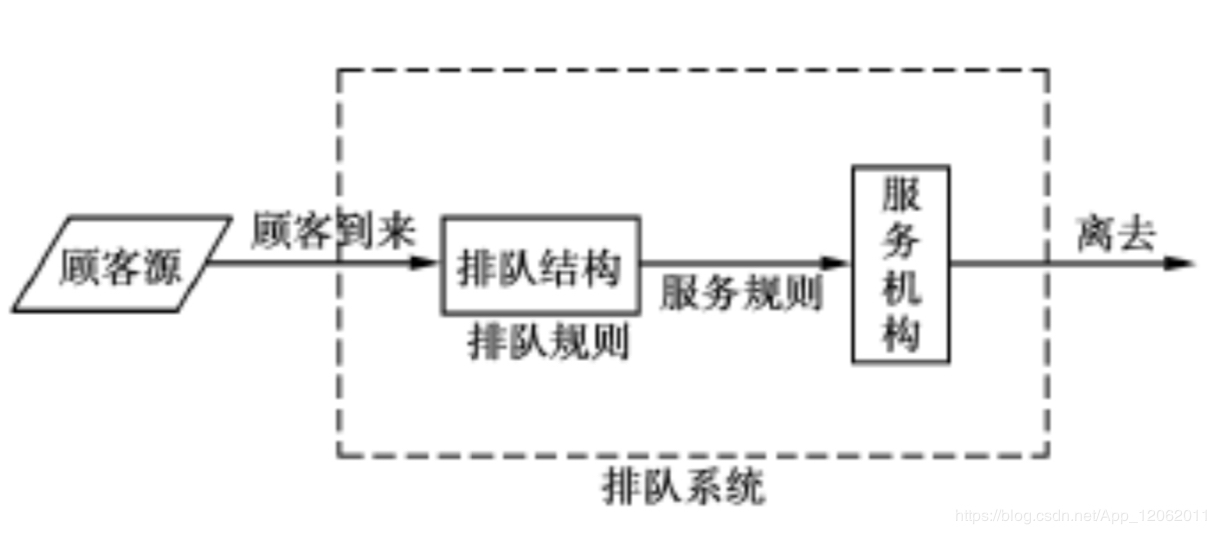 顾客源
顾客到来
排队结构
排队规则
服务规则
服务机构
离去
排队系统
https://blog.csdn.net/App_12062011